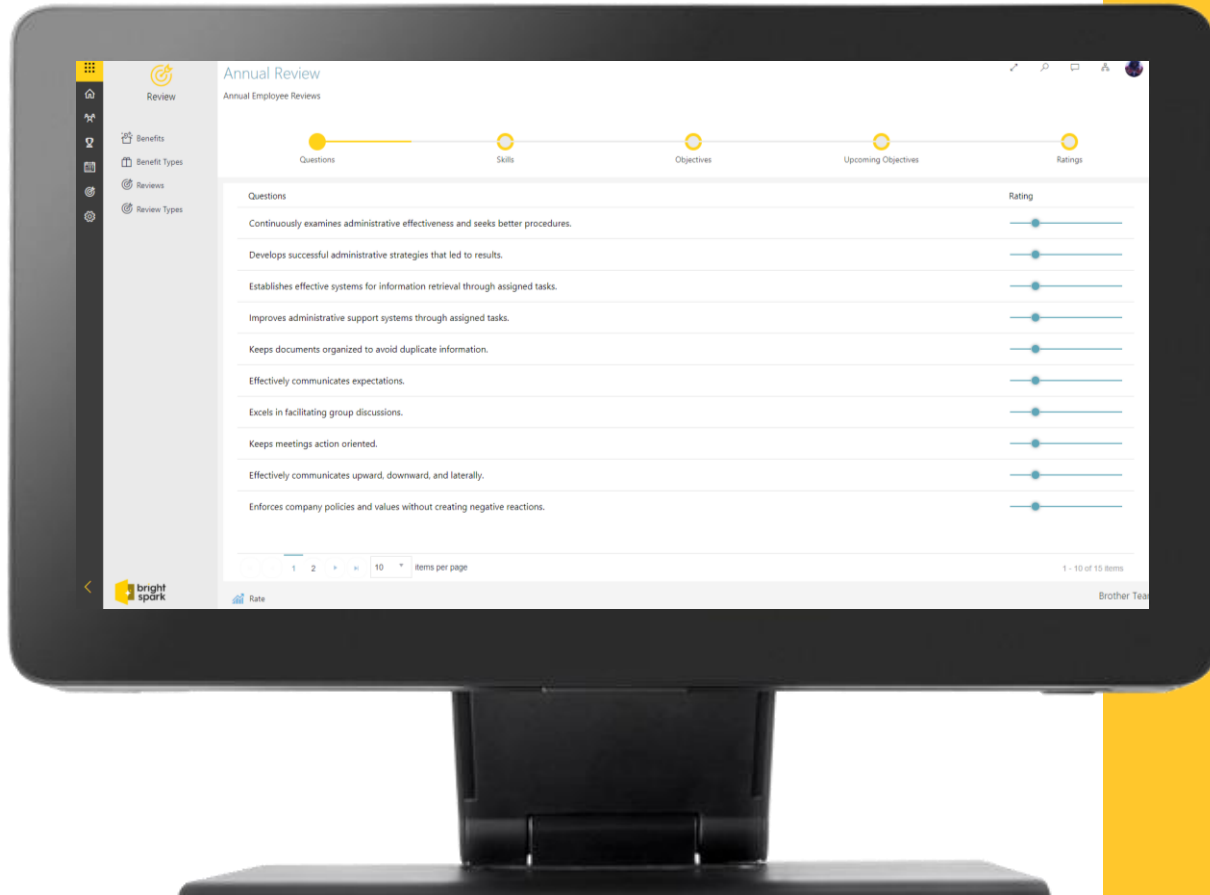 Annual Review
Review
Annual Employee Reviews
Benefits
Benefit Types
Reviews
Review Types
Questions
Skills
Objectives
Upcoming Objectives
Ratings
Questions
Rating
Continuously examines administrative effectiveness and seeks better procedures.
Develops successful administrative strategies that led to results.
Establishes effective systems for information retrieval through assigned tasks.
Improves administrative support systems through assigned tasks.
Keeps documents organized to avoid duplicate information.
Effectively communicates expectations.
Excels in facilitating group discussions.
Keeps meetings action oriented.
Effectively communicates upward, downward, and laterally.
Enforces company policies and values without creating negative reactions.
1 2 10 items per page
1 - 10 of 15 items
bright
spark
Rate
Brother Tea